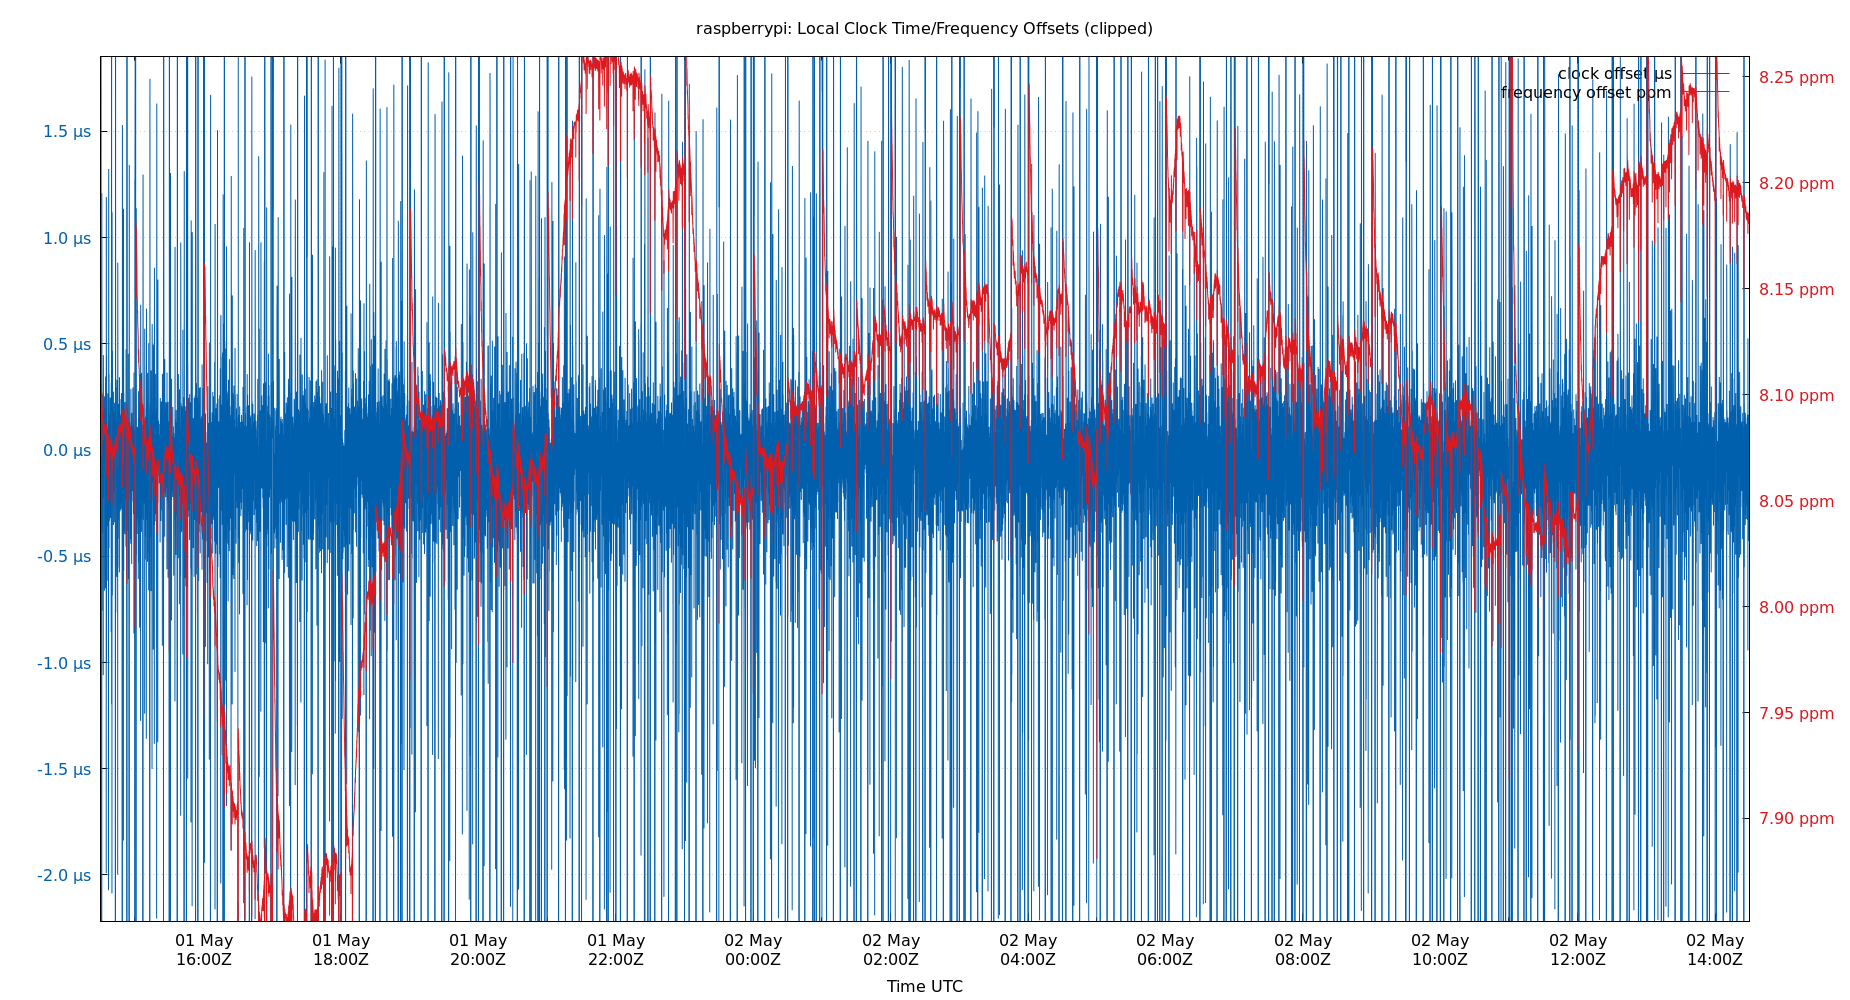 raspberrypi: Local Clock Time/Frequency Offsets (clipped)
clock offset µs
frequency offset ppm
1.5 µs
1.0 µs
0.5 µs
0.0 µs
-0.5 µs
-1.0 µs
-1.5 µs
-2.0 µs
8.25 ppm
8.20 ppm
8.15 ppm
8.10 ppm
8.05 ppm
8.00 ppm
7.95 ppm
7.90 ppm
01 May 01 May 01 May 01 May 02 May 02 May 02 May 02 May 02 May 02 May 02 May 02 May
16:00Z 18:00Z 20:00Z 22:00Z 00:00Z 02:00Z 04:00Z 06:00Z 08:00Z 10:00Z 12:00Z 14:00Z
Time UTC